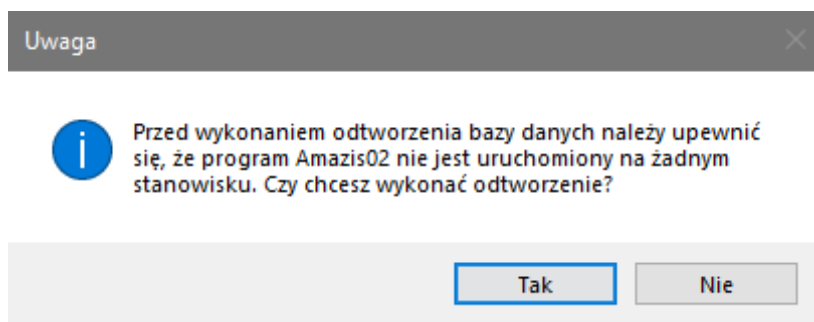 Uwaga
Przed wykonaniem odtworzenia bazy danych należy upewnić
się, że program Amazis02 nie jest uruchomiony na żadnym
stanowisku. Czy chcesz wykonać odtworzenie?
Tak
Nie